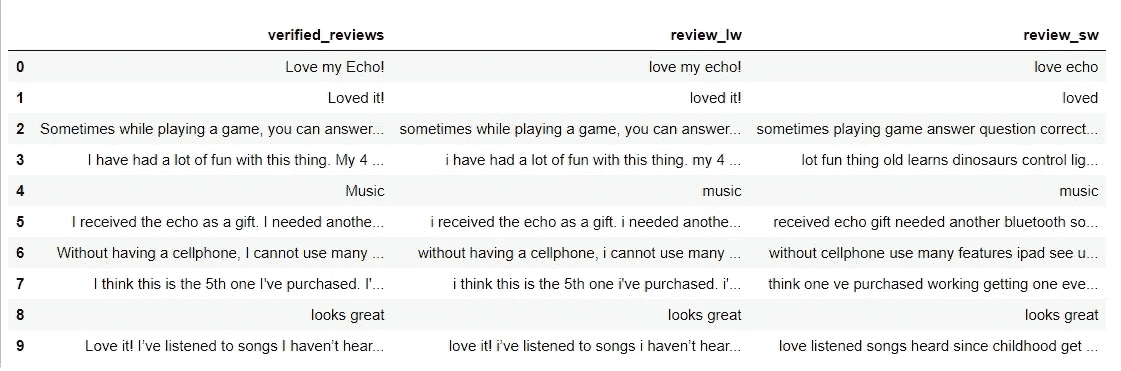 verified_reviews review_lw review_sw
0 Love my Echo! love my echo! love echo
1 Loved it! loved it! loved
2 Sometimes while playing a game, you can answer... sometimes while playing a game, you can answer... sometimes playing game answer question correct...
3 I have had a lot of fun with this thing. My 4 ... i have had a lot of fun with this thing. my 4 ... lot fun thing old learns dinosaurs control lig...
4 Music music music
5 I received the echo as a gift. I needed anothe... i received the echo as a gift. i needed anothe... received echo gift needed another bluetooth so...
6 Without having a cellphone, I cannot use many ... without having a cellphone, i cannot use many ... without cellphone use many features ipad see u...
7 I think this is the 5th one I've purchased. I'... i think this is the 5th one i've purchased. i'... think one ve purchased working getting one eve...
8 looks great looks great looks great
9 Love it! I’ve listened to songs I haven’t hear... love it! i’ve listened to songs i haven’t hear... love listened songs heard since childhood get ...